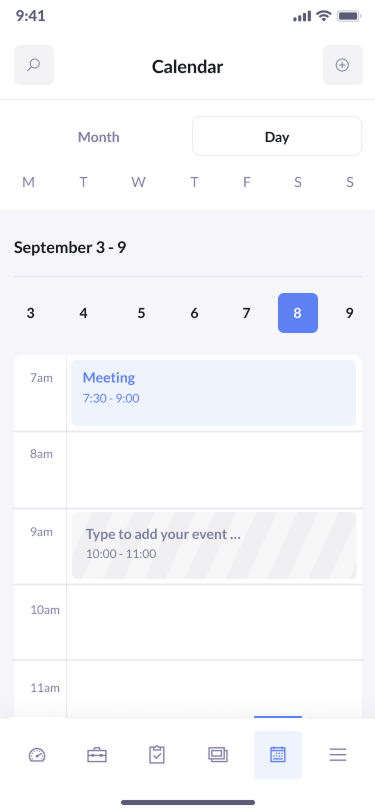 9:41
Calendar
Month Day
M T W T F S S
September 3 - 9
3 4 5 6 7 8 9
7am
Meeting
7:30 - 9:00
8am
9am
Type to add your event ...
10:00 - 11:00
10am
11am